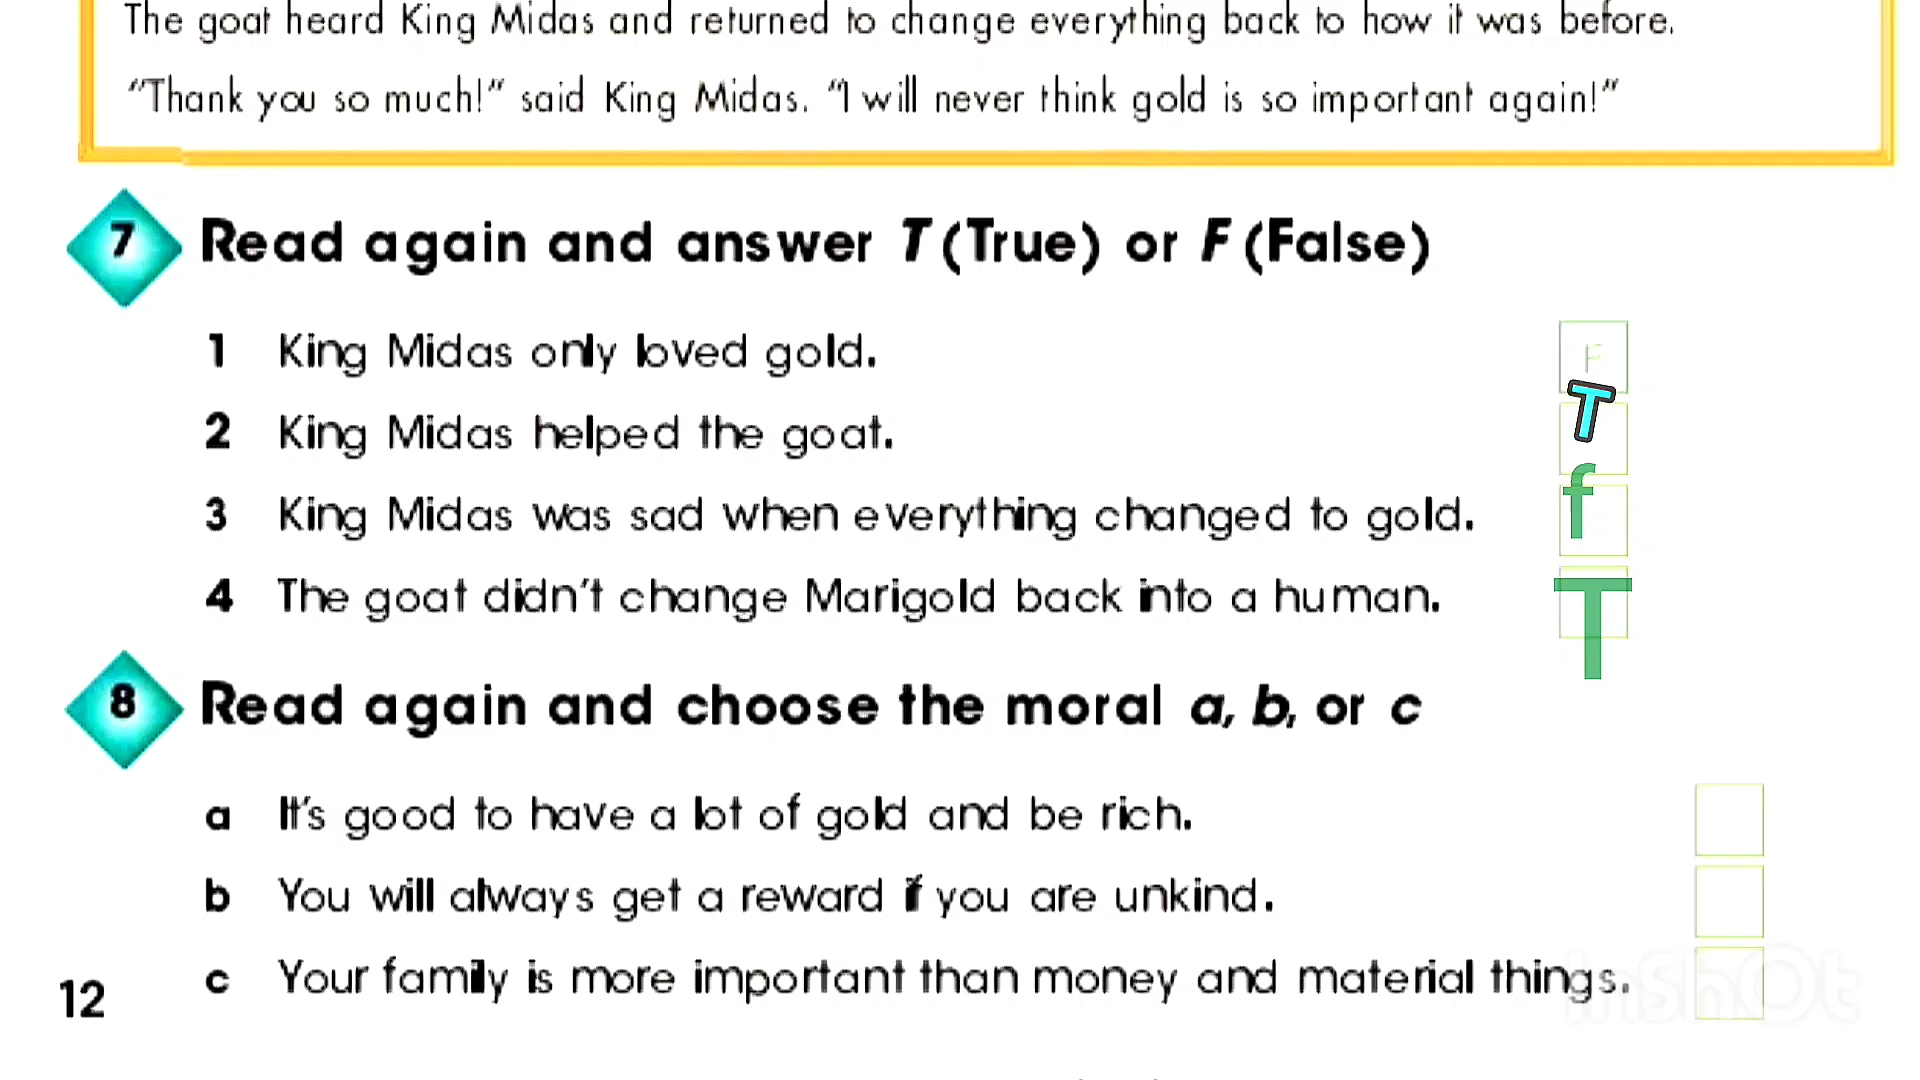 The goat heard King Midas and returned to change everything back to how it was before.
"Thank you so much!" said King Midas. "I will never think gold is so important again!"
7 Read again and answer T (True) or F (False)
1 King Midas only loved gold. F
2 King Midas helped the goat. T
3 King Midas was sad when everything changed to gold. f
4 The goat didn't change Marigold back into a human. T
8 Read again and choose the moral a, b, or c
a It's good to have a lot of gold and be rich.
b You will always get a reward if you are unkind.
c Your family is more important than money and material things.
InShOt
12